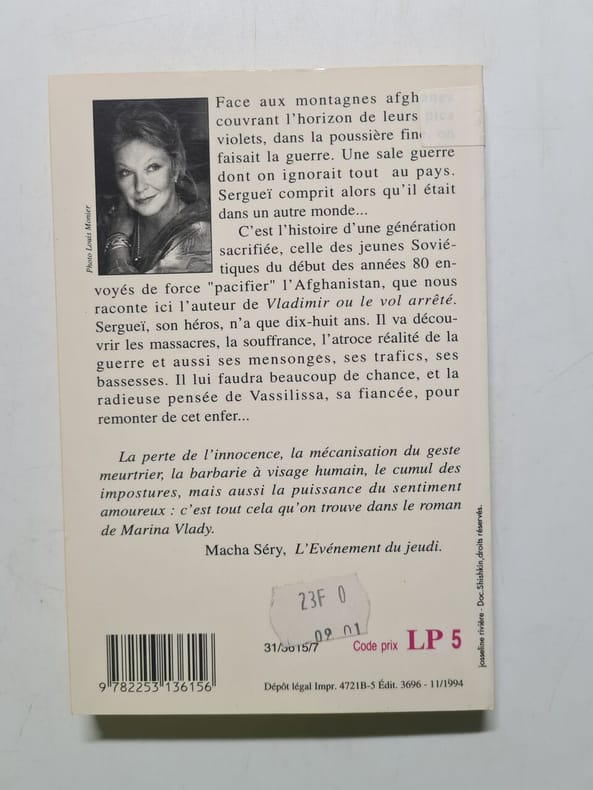 Face aux montagnes afghanes
couvrant l'horizon de leurs pics
violets, dans la poussière fine, on
faisait la guerre. Une sale guerre
dont on ignorait tout au pays.
Sergueï comprit alors qu'il était
dans un autre monde...
C'est l'histoire d'une génération
sacrifiée, celle des jeunes Sovié-
tiques du début des années 80 en-
voyés de force "pacifier" l'Afghanistan, que nous
raconte ici l'auteur de Vladimir ou le vol arrêté.
Sergueï, son héros, n'a que dix-huit ans. Il va décou-
vrir les massacres, la souffrance, l'atroce réalité de la
guerre et aussi ses mensonges, ses trafics, ses
bassesses. Il lui faudra beaucoup de chance, et la
radieuse pensée de Vassilissa, sa fiancée, pour
remonter de cet enfer...
Photo Louis Monier
La perte de l'innocence, la mécanisation du geste
meurtrier, la barbarie à visage humain, le cumul des
impostures, mais aussi la puissance du sentiment
amoureux : c'est tout cela qu'on trouve dans le roman
de Marina Vlady.
Macha Séry, L'Evénement du jeudi.
josseline rivière - Doc.Shishkin,droits réservés.
23F 0
09 01
31/3615/7
Code prix LP 5
9 782253 136156
Dépôt légal Impr. 4721B-5 Édit. 3696 - 11/1994